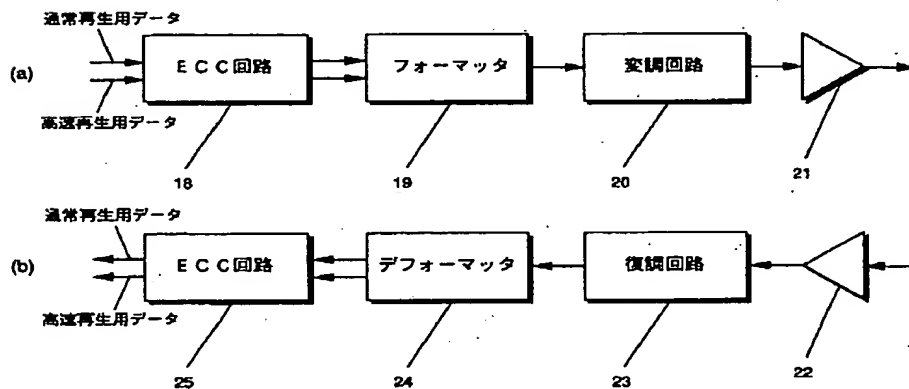 通常再生用データ
(a)
ECC回路
フォーマッタ
変調回路
高速再生用データ
18
19
20
21
通常再生用データ
(b)
ECC回路
デフォーマッタ
復調回路
高速再生用データ
25
24
23
22